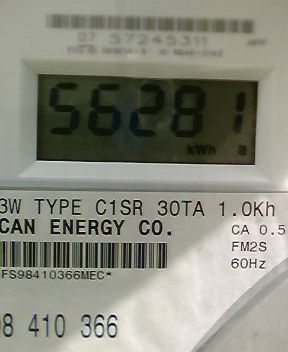 07 57245311
56281
kWh
3W TYPE C1SR 30TA 1.0Kh
CAN ENERGY CO.
CA 0.5
FM2S
60Hz
FS98410366MEC*
98 410 366